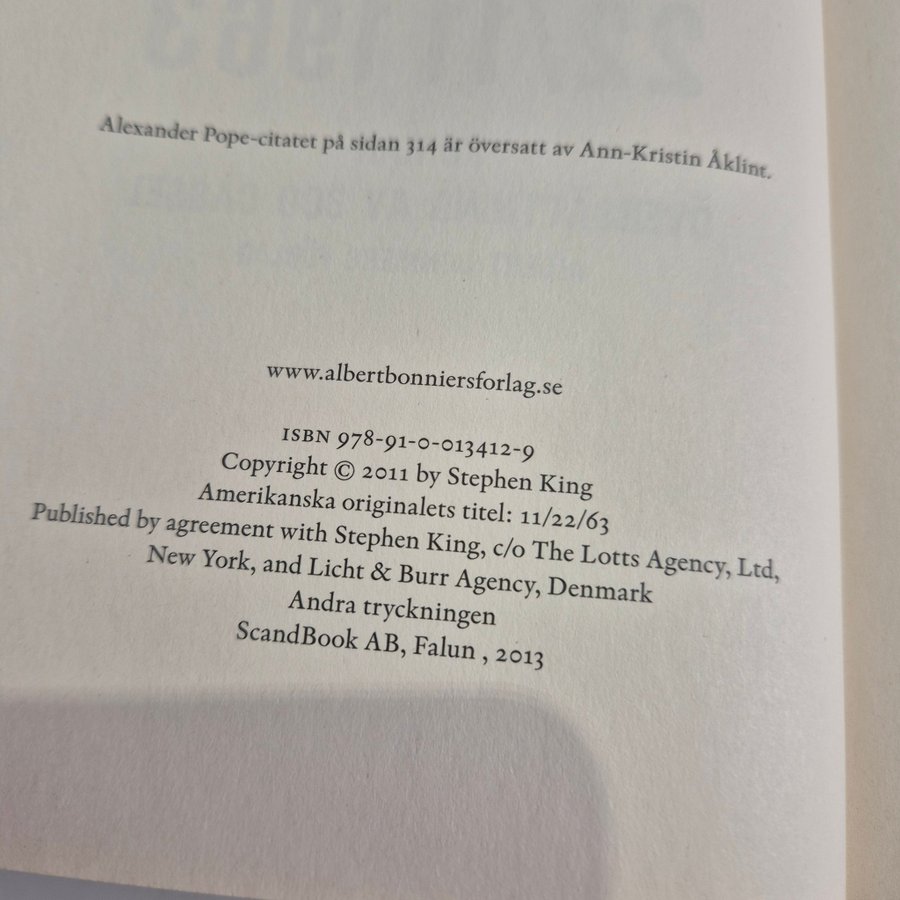 Alexander Pope-citatet på sidan 314 är översatt av Ann-Kristin Åklint.
www.albertbonniersforlag.se
ISBN 978-91-0-013412-9
Copyright © 2011 by Stephen King
Amerikanska originalets titel: 11/22/63
Published by agreement with Stephen King, c/o The Lotts Agency, Ltd,
New York, and Licht & Burr Agency, Denmark
Andra tryckningen
ScandBook AB, Falun , 2013